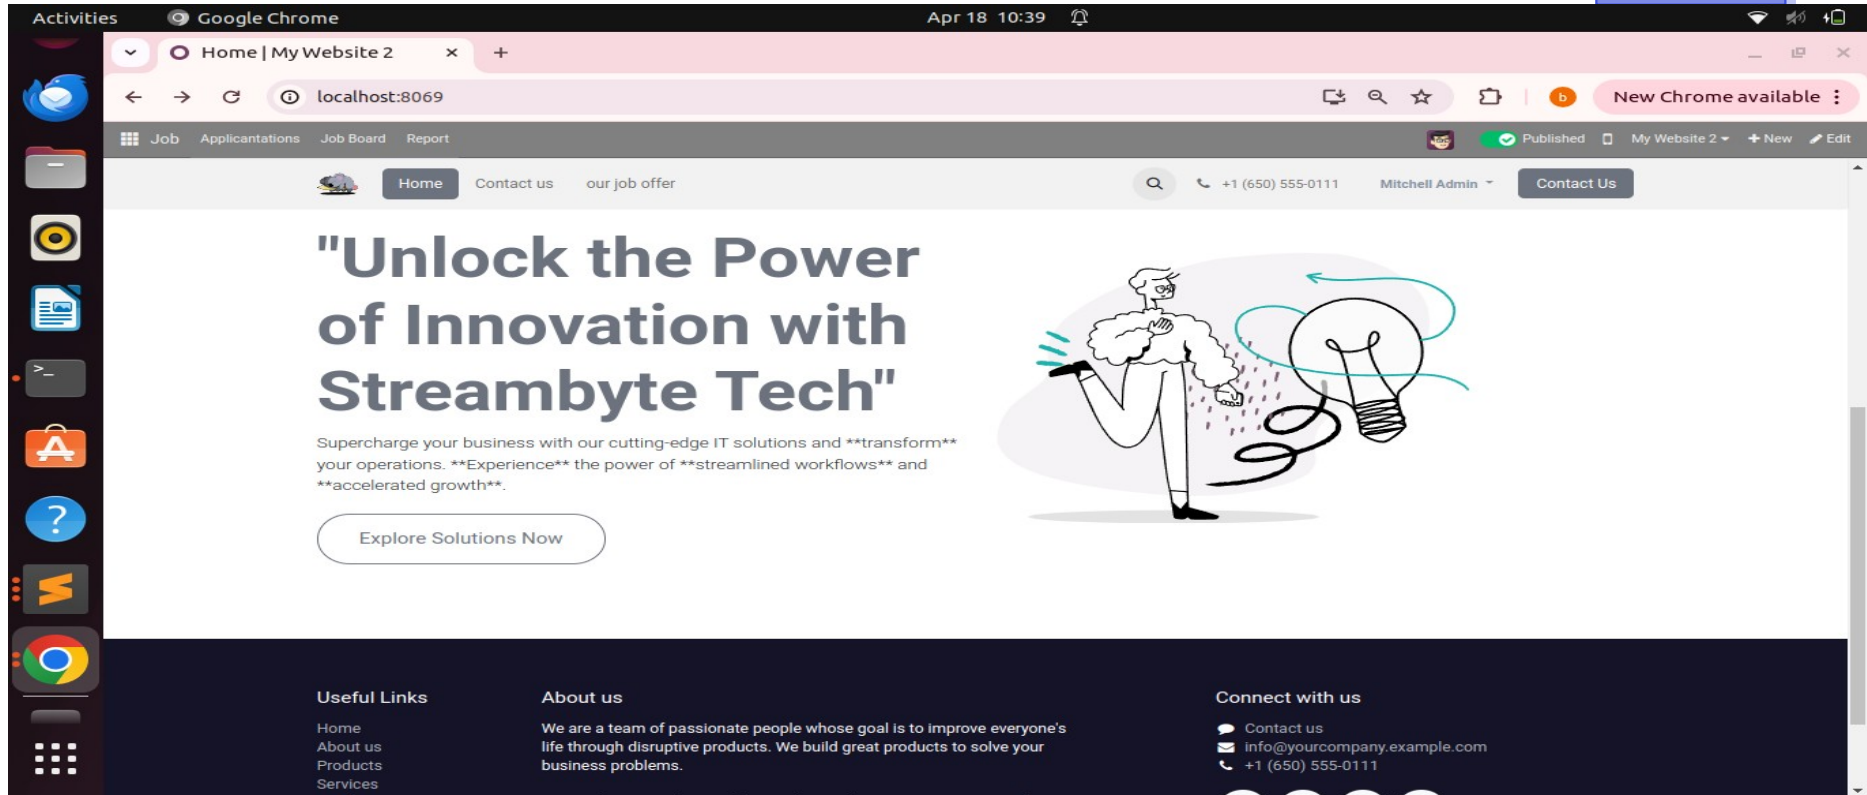 Activities Google Chrome Apr 18 10:39
Home | My Website 2
localhost:8069 b New Chrome available
Job Applicantations Job Board Report Published My Website 2 + New Edit
Home Contact us our job offer +1 (650) 555-0111 Mitchell Admin Contact Us
"Unlock the Power
of Innovation with
Streambyte Tech"
Supercharge your business with our cutting-edge IT solutions and **transform**
your operations. **Experience** the power of **streamlined workflows** and
**accelerated growth**.
Explore Solutions Now
Useful Links
Home
About us
Products
Services
About us
We are a team of passionate people whose goal is to improve everyone's
life through disruptive products. We build great products to solve your
business problems.
Connect with us
Contact us
info@yourcompany.example.com
+1 (650) 555-0111